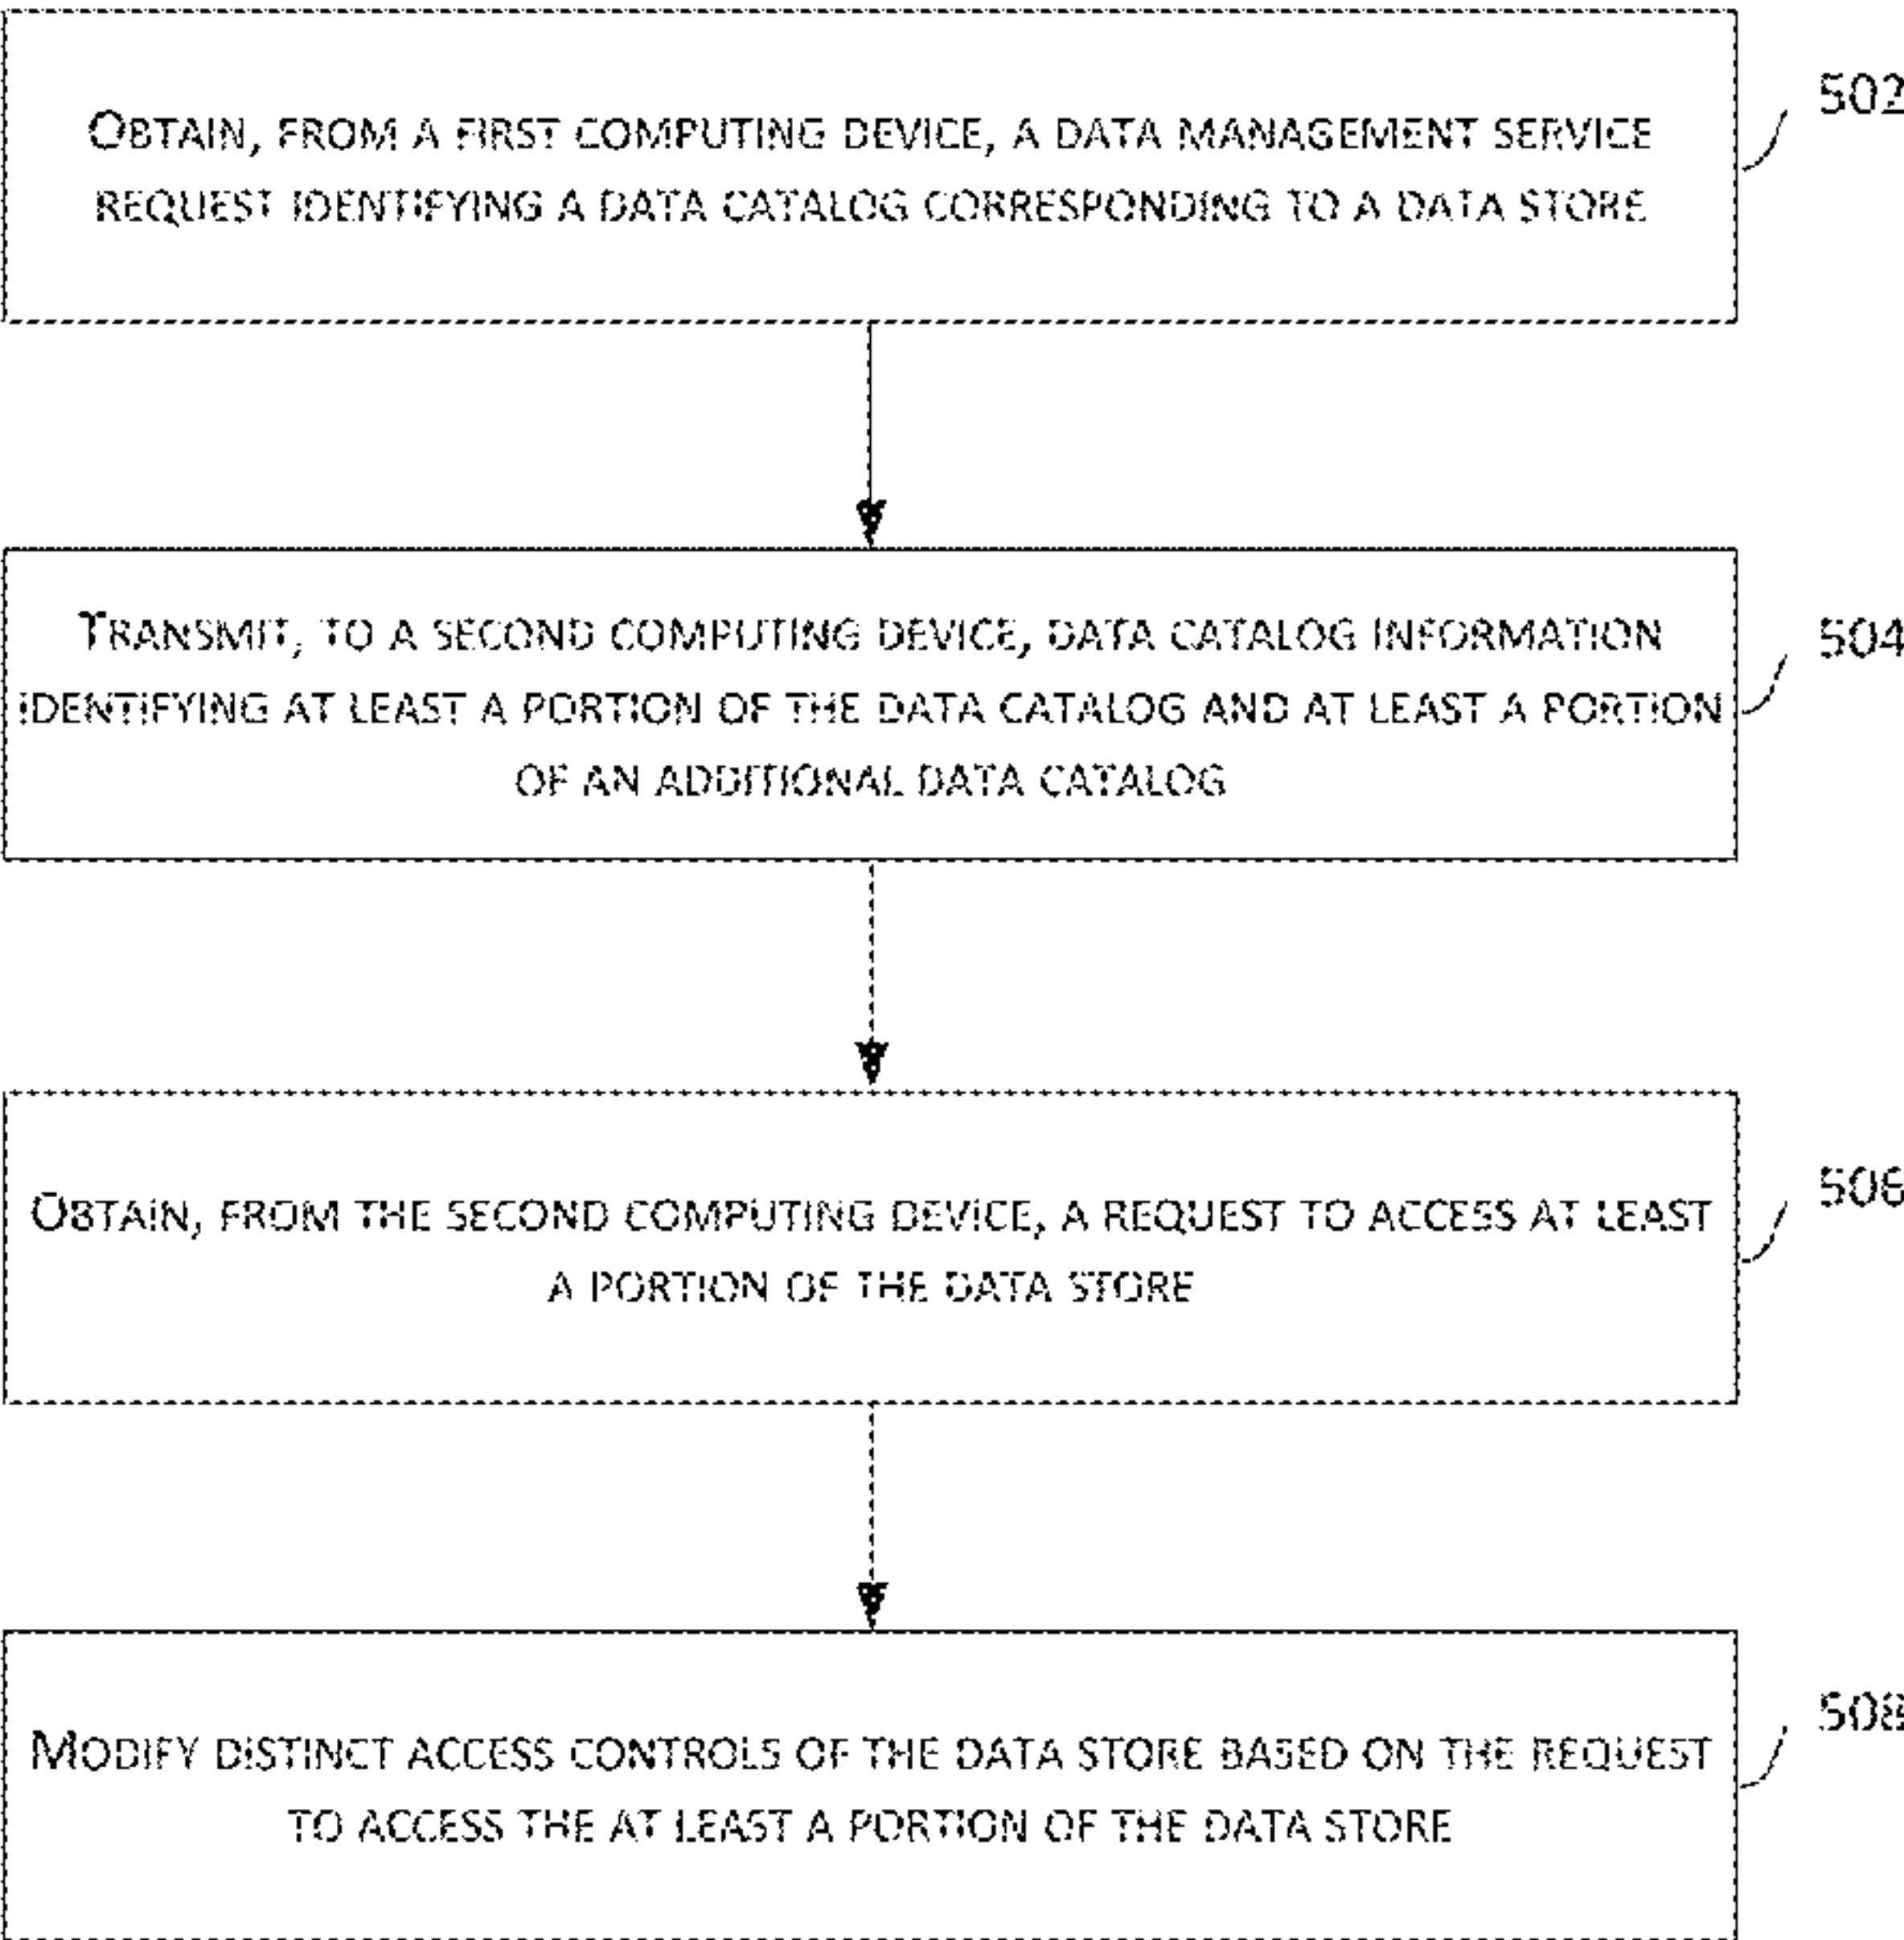 OBTAIN, FROM A FIRST COMPUTING DEVICE, A DATA MANAGEMENT SERVICE
REQUEST IDENTIFYING A DATA CATALOG CORRESPONDING TO A DATA STORE
502
TRANSMIT, TO A SECOND COMPUTING DEVICE, DATA CATALOG INFORMATION
IDENTIFYING AT LEAST A PORTION OF THE DATA CATALOG AND AT LEAST A PORTION
OF AN ADDITIONAL DATA CATALOG
504
OBTAIN, FROM THE SECOND COMPUTING DEVICE, A REQUEST TO ACCESS AT LEAST
A PORTION OF THE DATA STORE
506
MODIFY DISTINCT ACCESS CONTROLS OF THE DATA STORE BASED ON THE REQUEST
TO ACCESS THE AT LEAST A PORTION OF THE DATA STORE
508